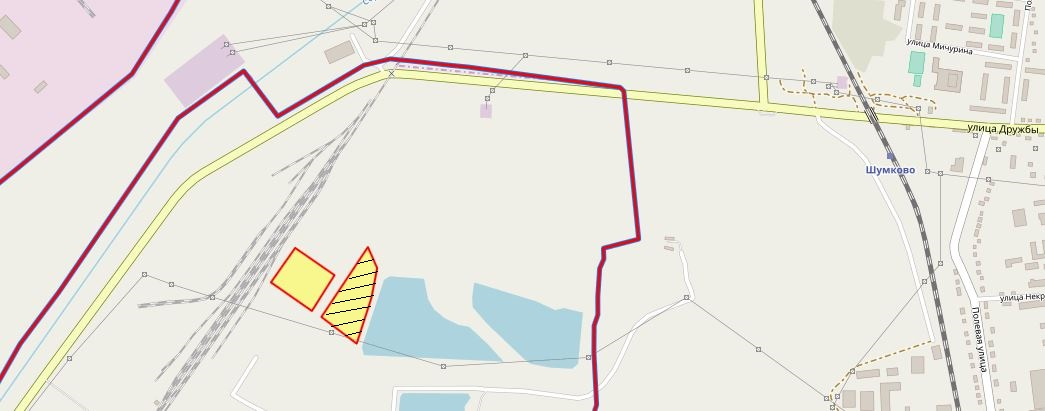 улица Мичурина
улица Дружбы
Шумково
улица Некр
Полевая улица